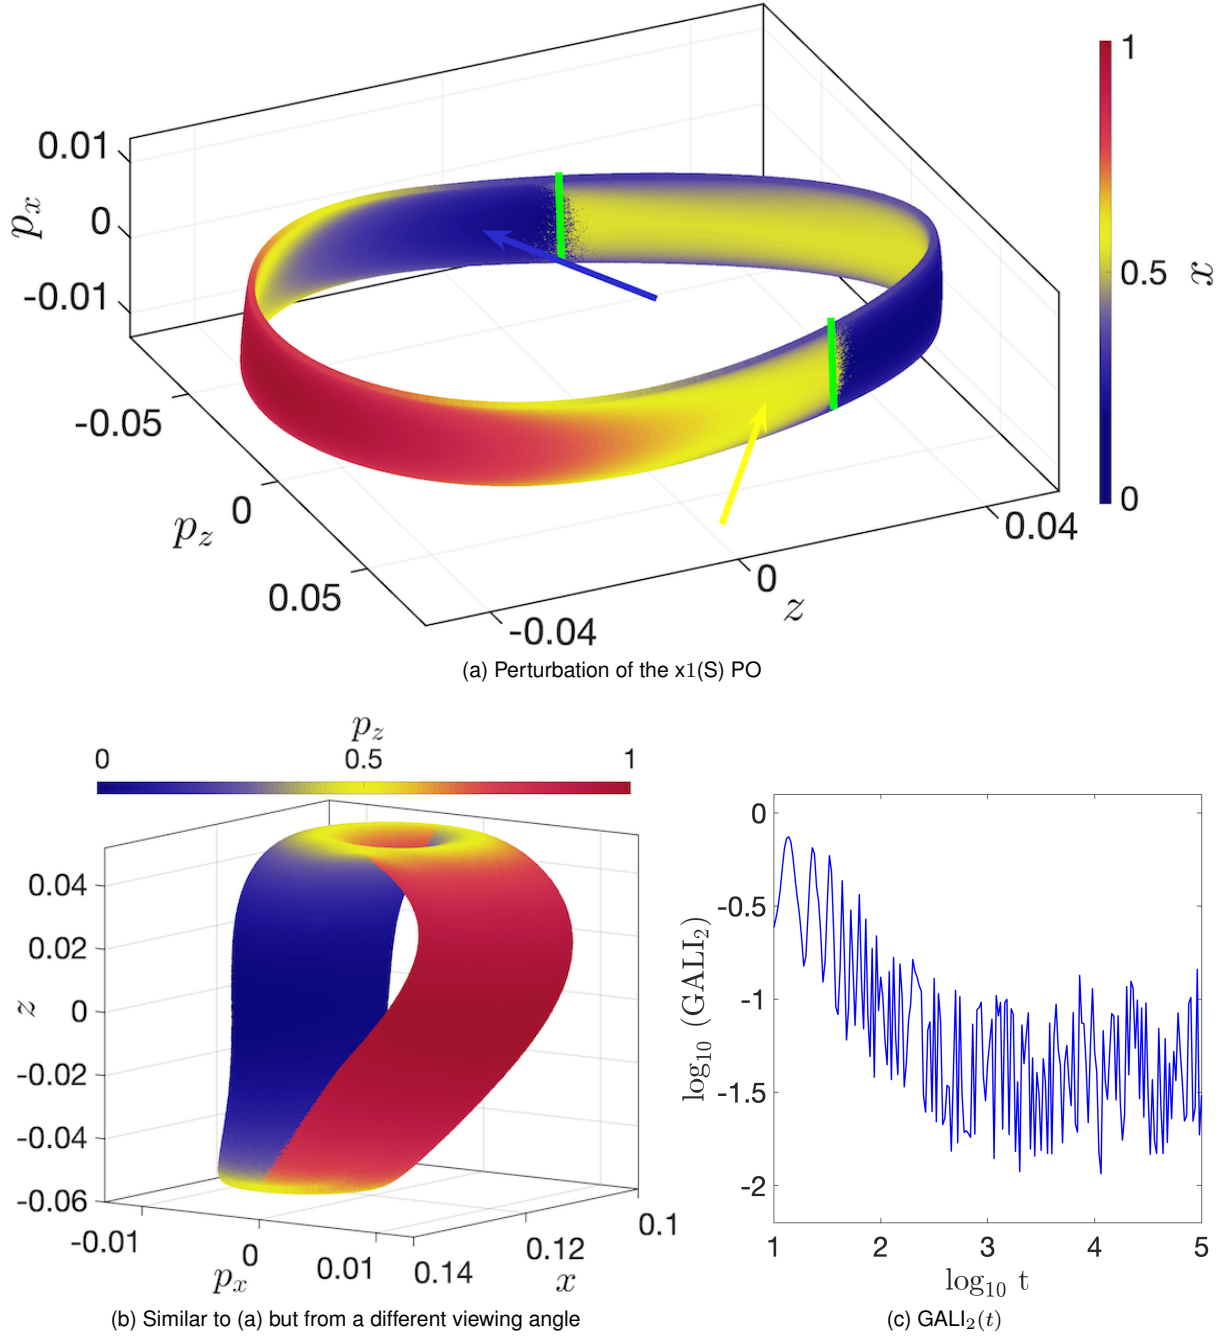 0.01
0
-0.01
p_x
-0.05
0
0.05
p_z
-0.04
0
0.04
z
1
0.5
0
x
(a) Perturbation of the x1(S) PO
p_z
0 0.5 1
0.04
0.02
0
-0.02
-0.04
-0.06
z
-0.01
0
0.01
p_x
0.14
0.12
0.1
x
(b) Similar to (a) but from a different viewing angle
0
-0.5
-1
-1.5
-2
log₁₀ (GALI₂)
1 2 3 4 5
log₁₀ t
(c) GALI₂(t)